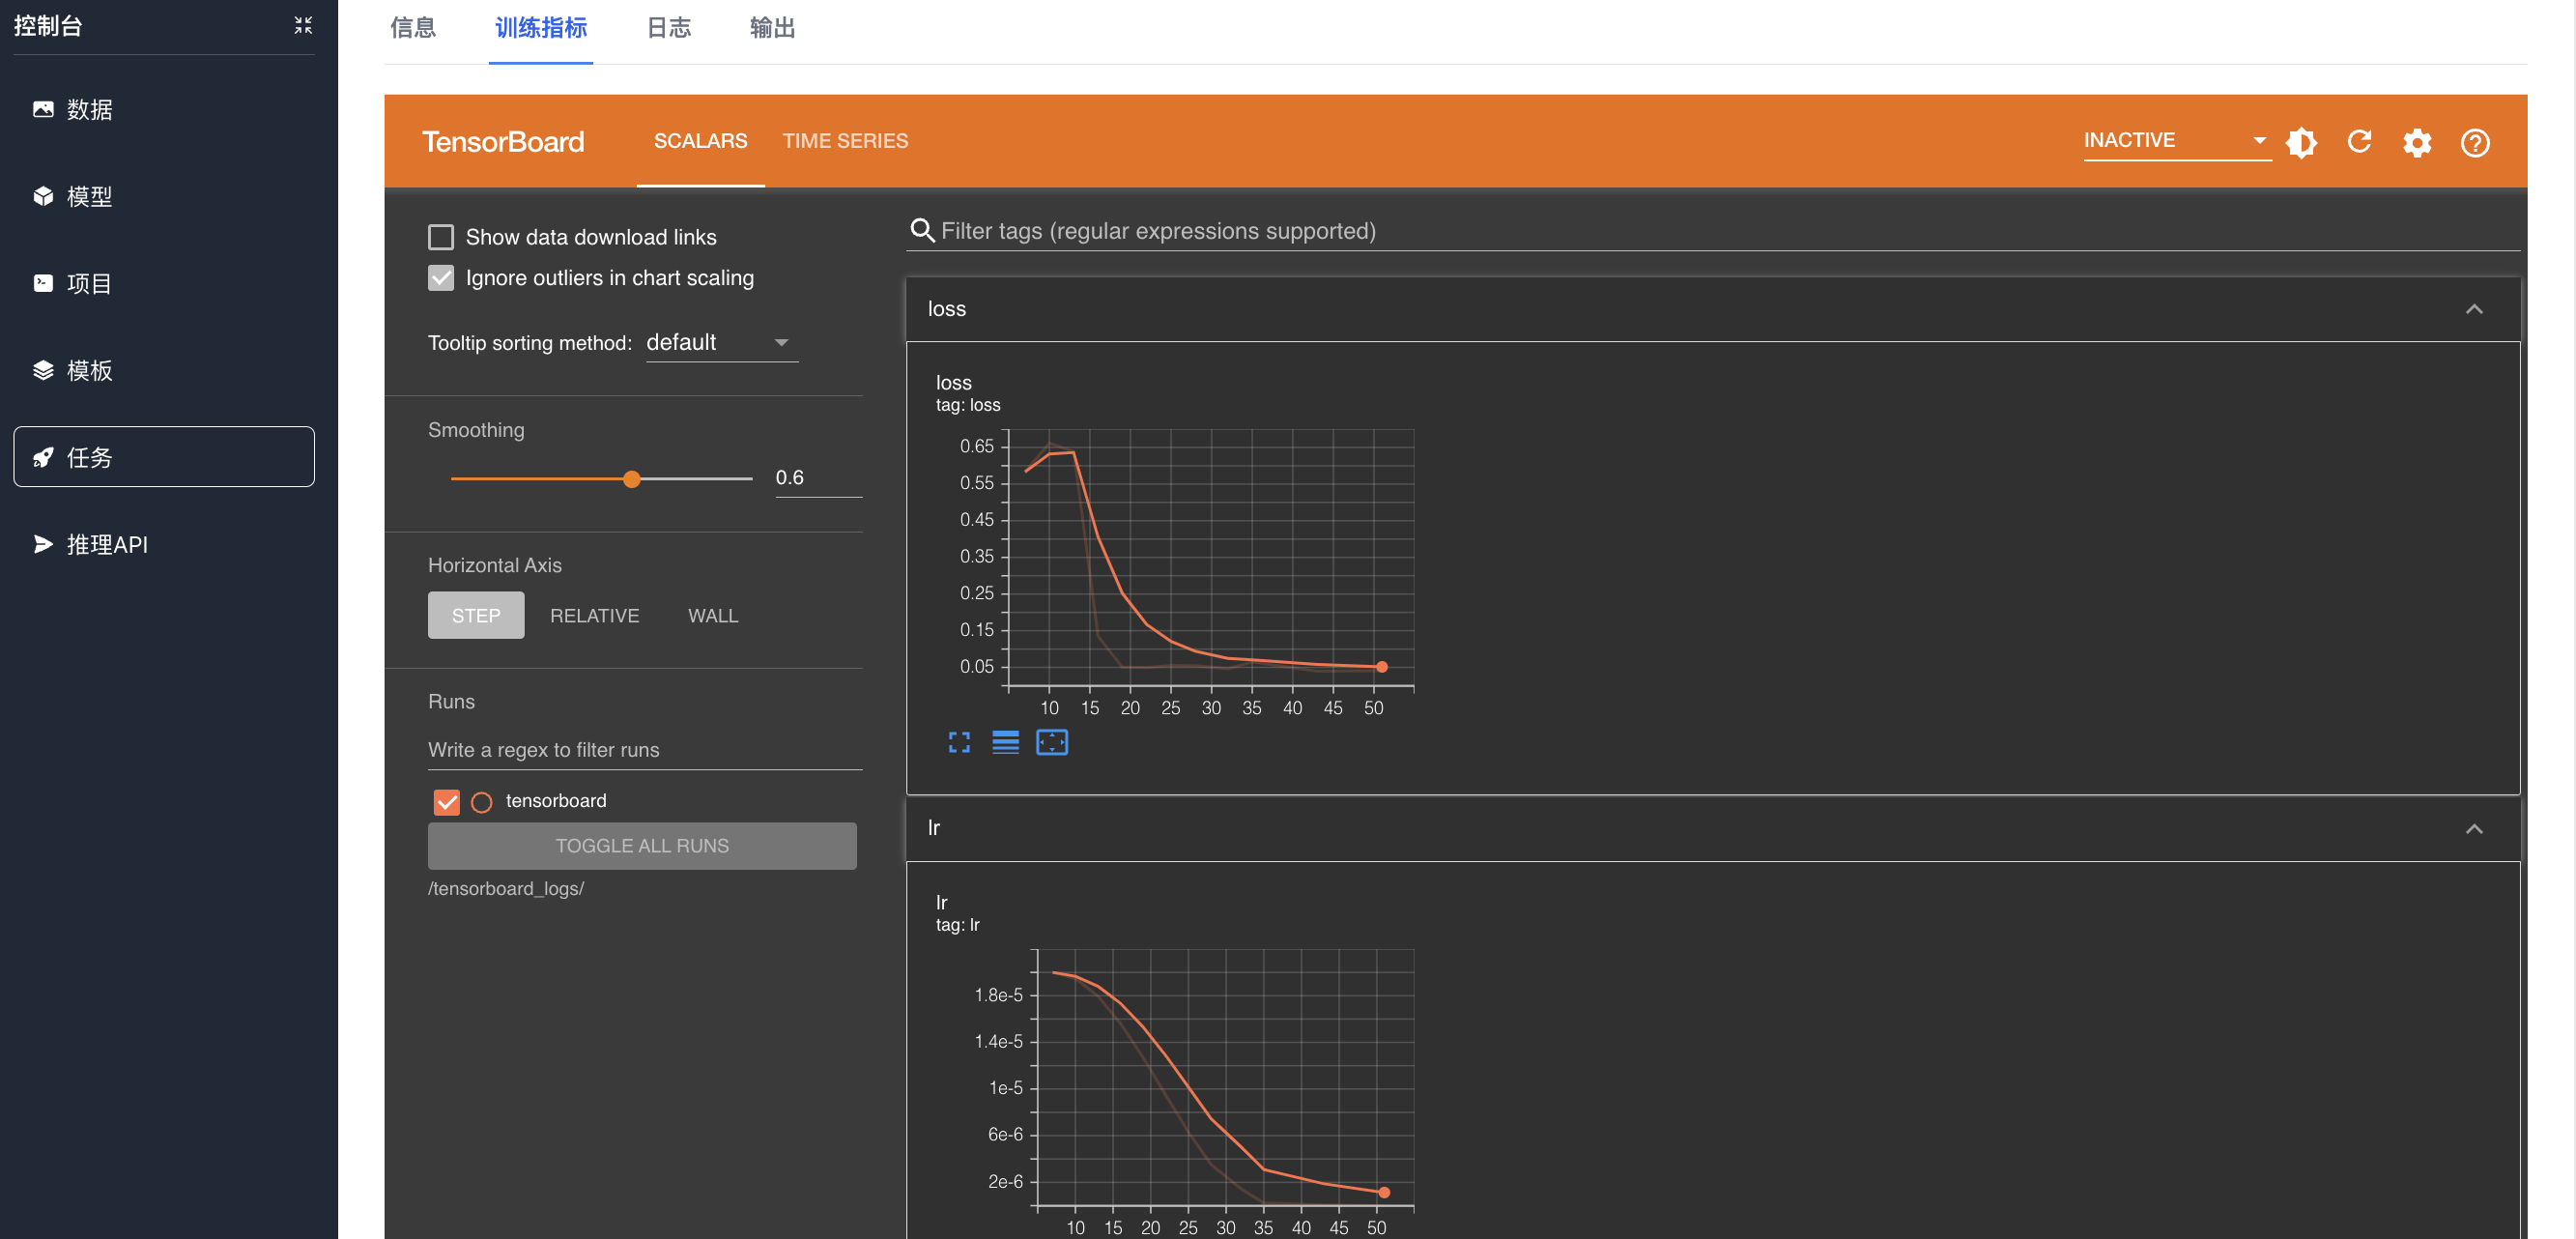 控制台
数据
模型
项目
模板
任务
推理API
信息
训练指标
日志
输出
TensorBoard
SCALARS
TIME SERIES
INACTIVE
Show data download links
Ignore outliers in chart scaling
Tooltip sorting method: default
Smoothing
0.6
Horizontal Axis
STEP
RELATIVE
WALL
Runs
Write a regex to filter runs
tensorboard
TOGGLE ALL RUNS
/tensorboard_logs/
Filter tags (regular expressions supported)
loss
loss
tag: loss
0.65
0.55
0.45
0.35
0.25
0.15
0.05
10 15 20 25 30 35 40 45 50
lr
lr
tag: lr
1.8e-5
1.4e-5
1e-5
6e-6
2e-6
10 15 20 25 30 35 40 45 50